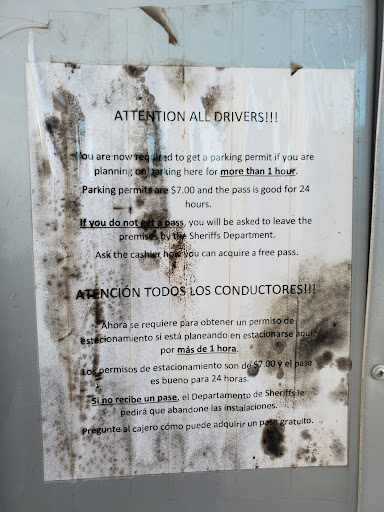 ATTENTION ALL DRIVERS!!!
You are now required to get a parking permit if you are
planning on parking here for more than 1 hour.
Parking permits are $7.00 and the pass is good for 24
hours.
If you do not get a pass, you will be asked to leave the
premises by the Sheriffs Department.
Ask the cashier how you can acquire a free pass.
ATENCIÓN TODOS LOS CONDUCTORES!!!
Ahora se requiere para obtener un permiso de
estacionamiento si está planeando en estacionarse aquí
por más de 1 hora.
Los permisos de estacionamiento son de $7.00 y el pase
es bueno para 24 horas.
Si no recibe un pase, el Departamento de Sheriffs le
pedirá que abandone las instalaciones.
Pregunte al cajero cómo puede adquirir un pase gratuito.